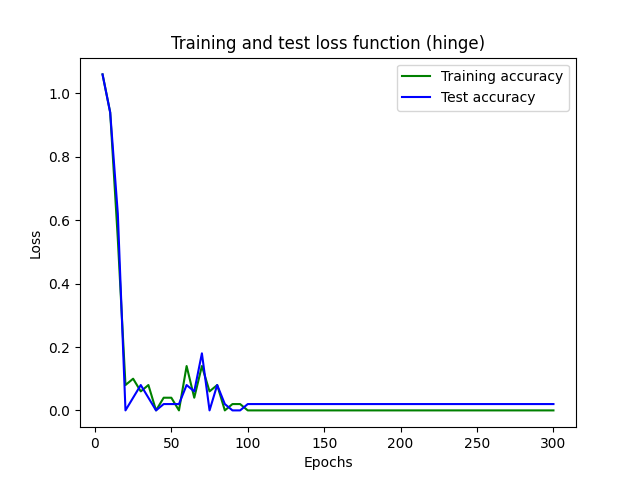 Training and test loss function (hinge)
Training accuracy
Test accuracy
1.0
0.8
0.6
0.4
0.2
0.0
Loss
0 50 100 150 200 250 300
Epochs